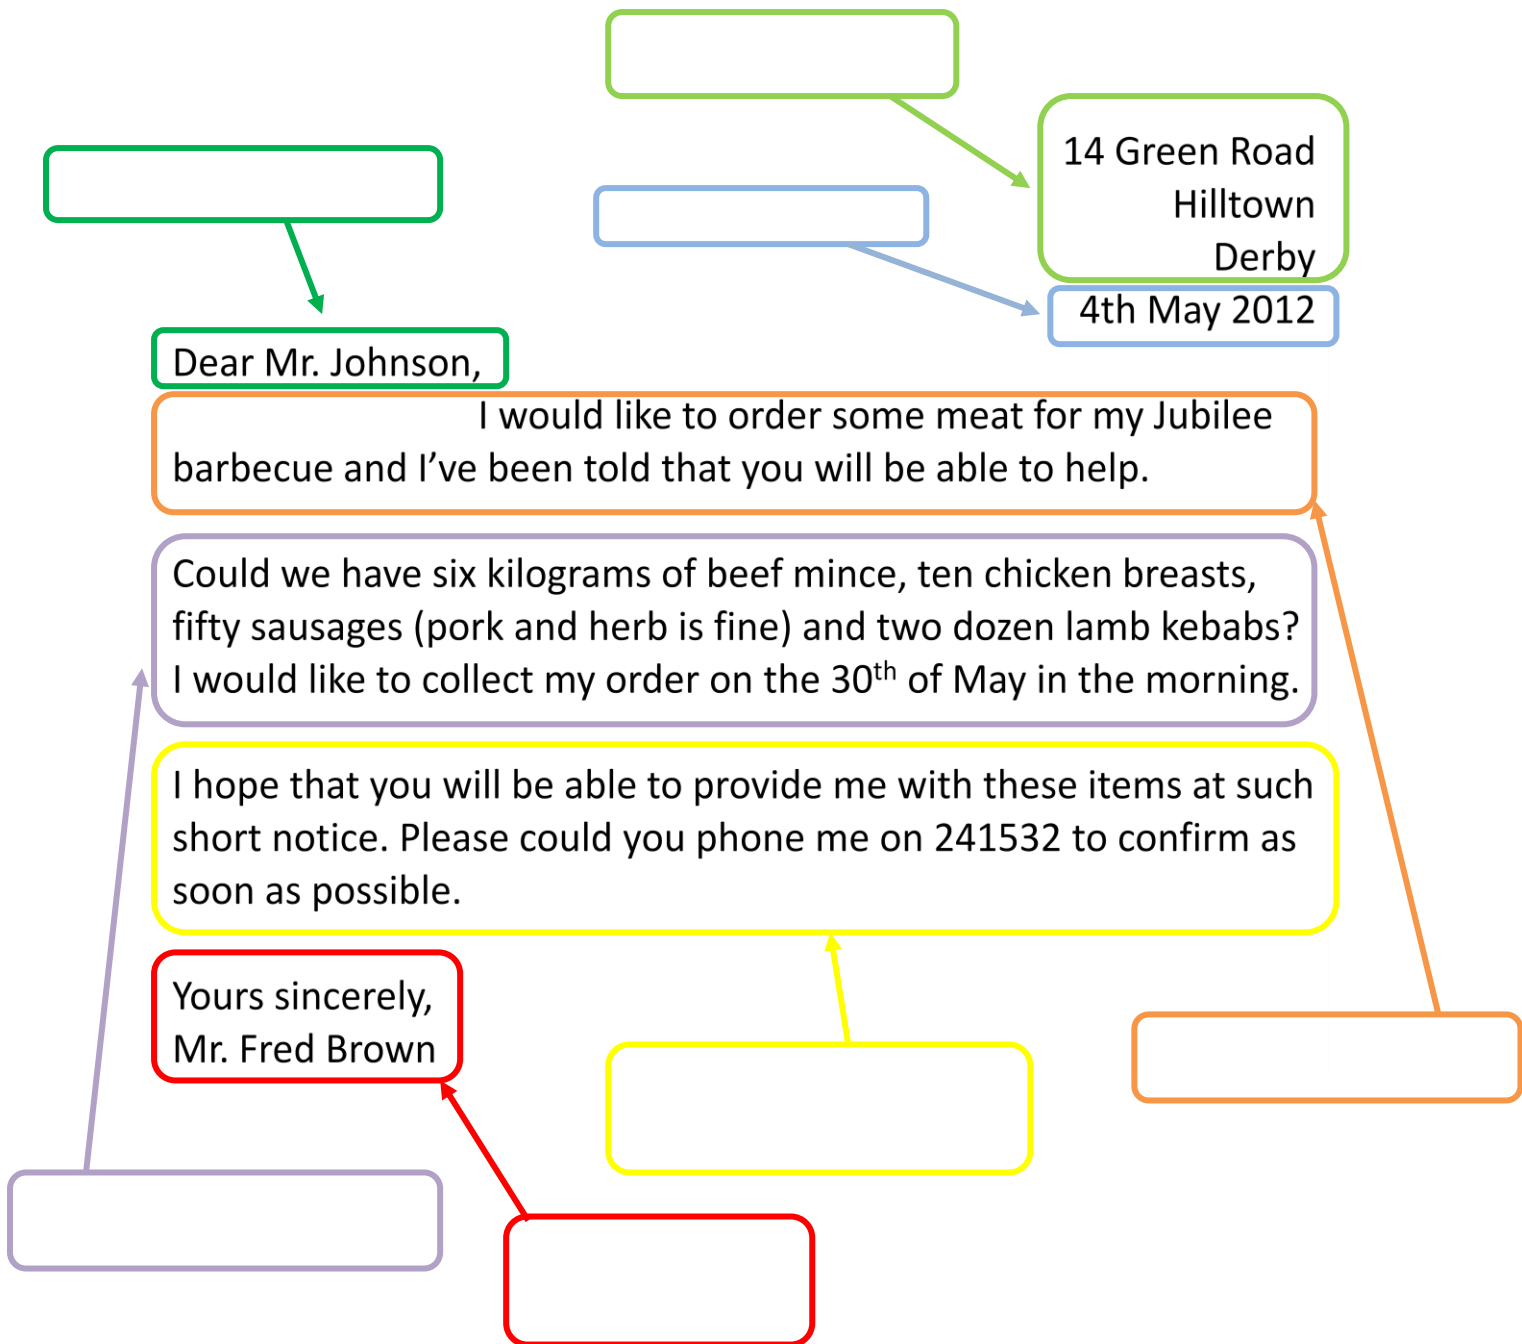 14 Green Road
Hilltown
Derby
4th May 2012
Dear Mr. Johnson,
I would like to order some meat for my Jubilee
barbecue and I’ve been told that you will be able to help.
Could we have six kilograms of beef mince, ten chicken breasts,
fifty sausages (pork and herb is fine) and two dozen lamb kebabs?
I would like to collect my order on the 30th of May in the morning.
I hope that you will be able to provide me with these items at such
short notice. Please could you phone me on 241532 to confirm as
soon as possible.
Yours sincerely,
Mr. Fred Brown